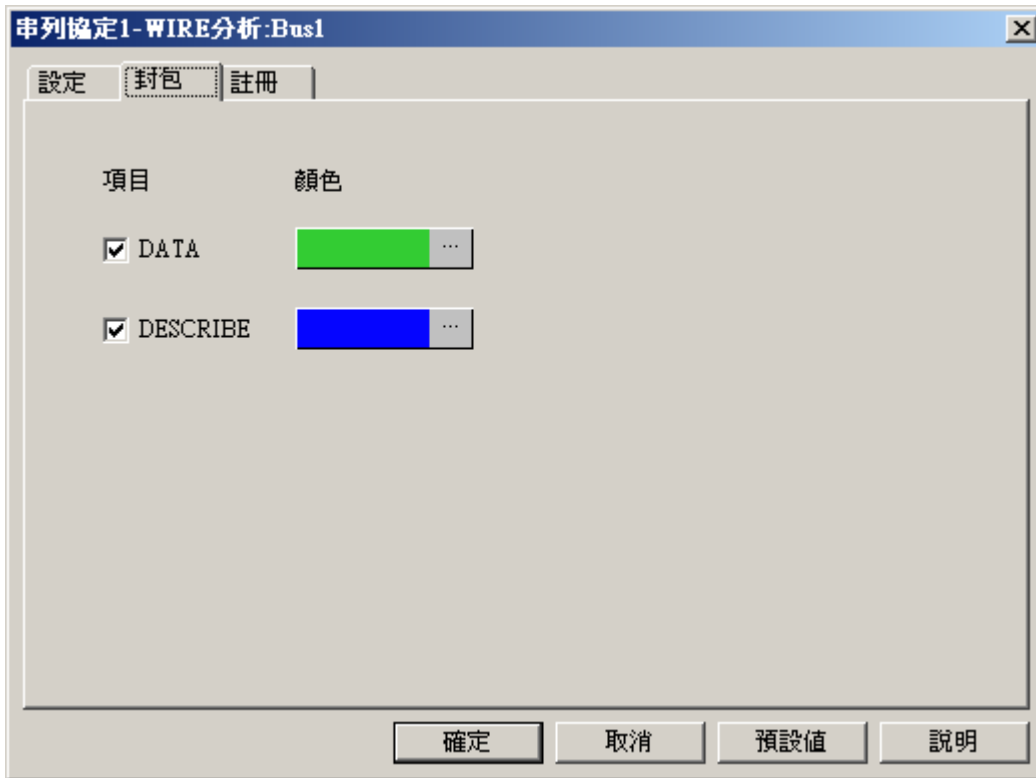 串列協定1-WIRE分析:Bus1
設定 封包 註冊
項目 顏色
DATA ...
DESCRIBE ...
確定 取消 預設值 說明